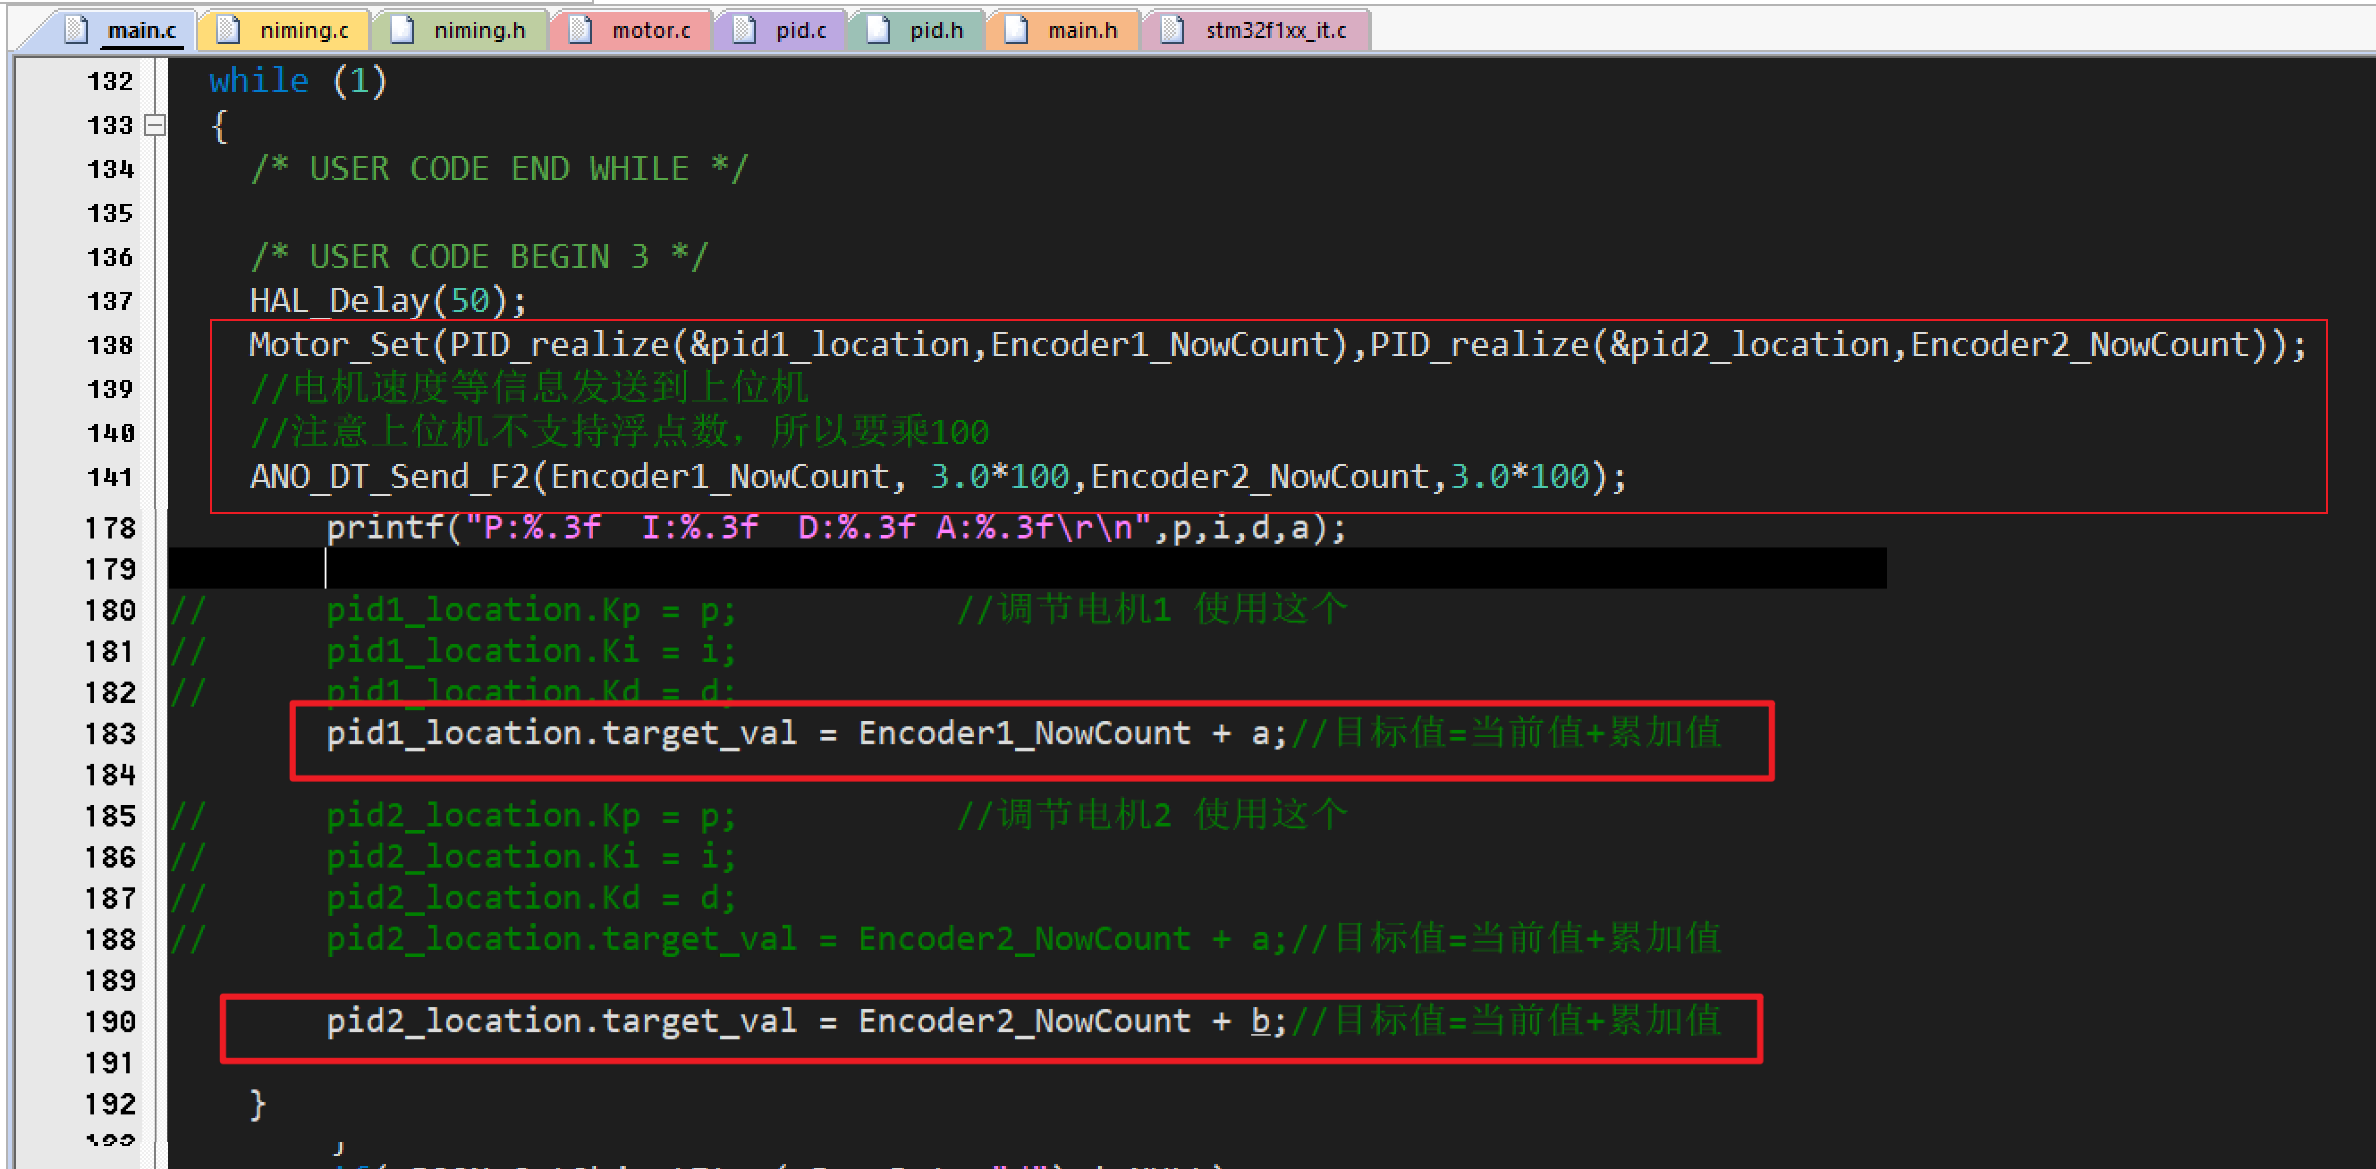 main.c niming.c niming.h motor.c pid.c pid.h main.h stm32f1xx_it.c
132 while (1)
133 {
134 /* USER CODE END WHILE */
135
136 /* USER CODE BEGIN 3 */
137 HAL_Delay(50);
138 Motor_Set(PID_realize(&pid1_location,Encoder1_NowCount),PID_realize(&pid2_location,Encoder2_NowCount));
139 //电机速度等信息发送到上位机
140 //注意上位机不支持浮点数，所以要乘100
141 ANO_DT_Send_F2(Encoder1_NowCount, 3.0*100,Encoder2_NowCount,3.0*100);
178 printf("P:%.3f  I:%.3f  D:%.3f A:%.3f\r\n",p,i,d,a);
179
180 // pid1_location.Kp = p; //调节电机1 使用这个
181 // pid1_location.Ki = i;
182 // pid1_location.Kd = d;
183 pid1_location.target_val = Encoder1_NowCount + a;//目标值=当前值+累加值
184
185 // pid2_location.Kp = p; //调节电机2 使用这个
186 // pid2_location.Ki = i;
187 // pid2_location.Kd = d;
188 // pid2_location.target_val = Encoder2_NowCount + a;//目标值=当前值+累加值
189
190 pid2_location.target_val = Encoder2_NowCount + b;//目标值=当前值+累加值
191
192 }